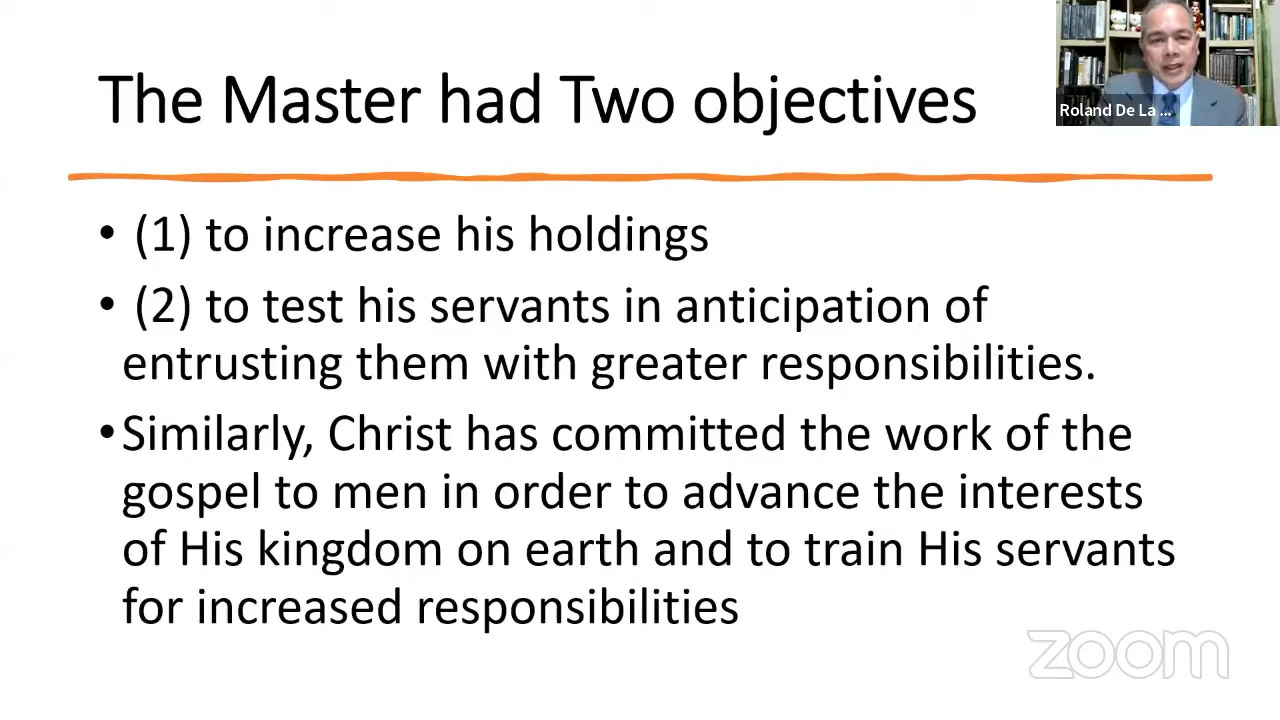 The Master had Two objectives
Roland De La ...
• (1) to increase his holdings
• (2) to test his servants in anticipation of
entrusting them with greater responsibilities.
• Similarly, Christ has committed the work of the
gospel to men in order to advance the interests
of His kingdom on earth and to train His servants
for increased responsibilities
zoom